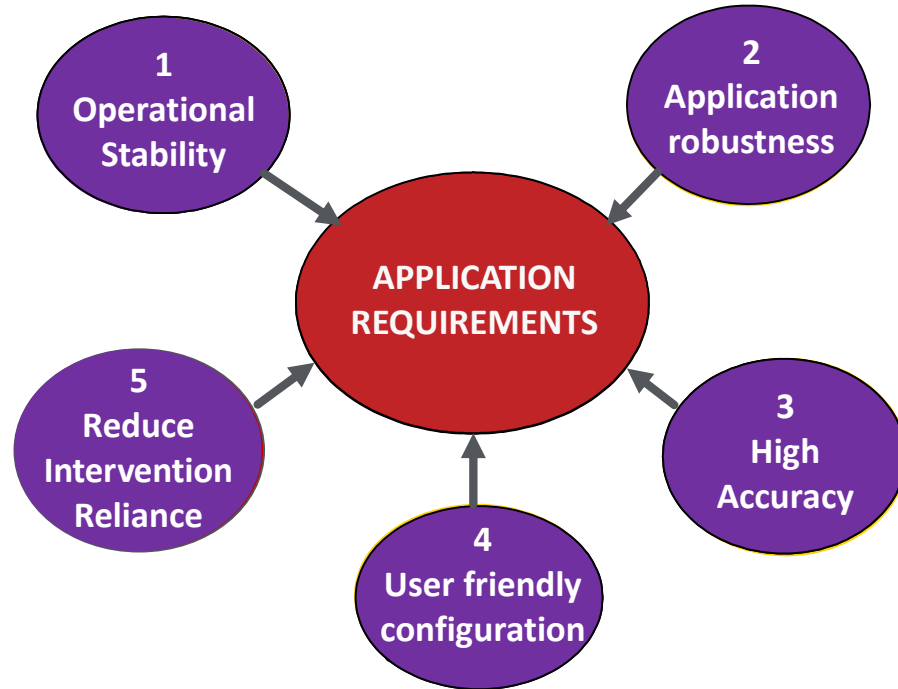 1
Operational
Stability
2
Application
robustness
APPLICATION
REQUIREMENTS
3
High
Accuracy
4
User friendly
configuration
5
Reduce
Intervention
Reliance